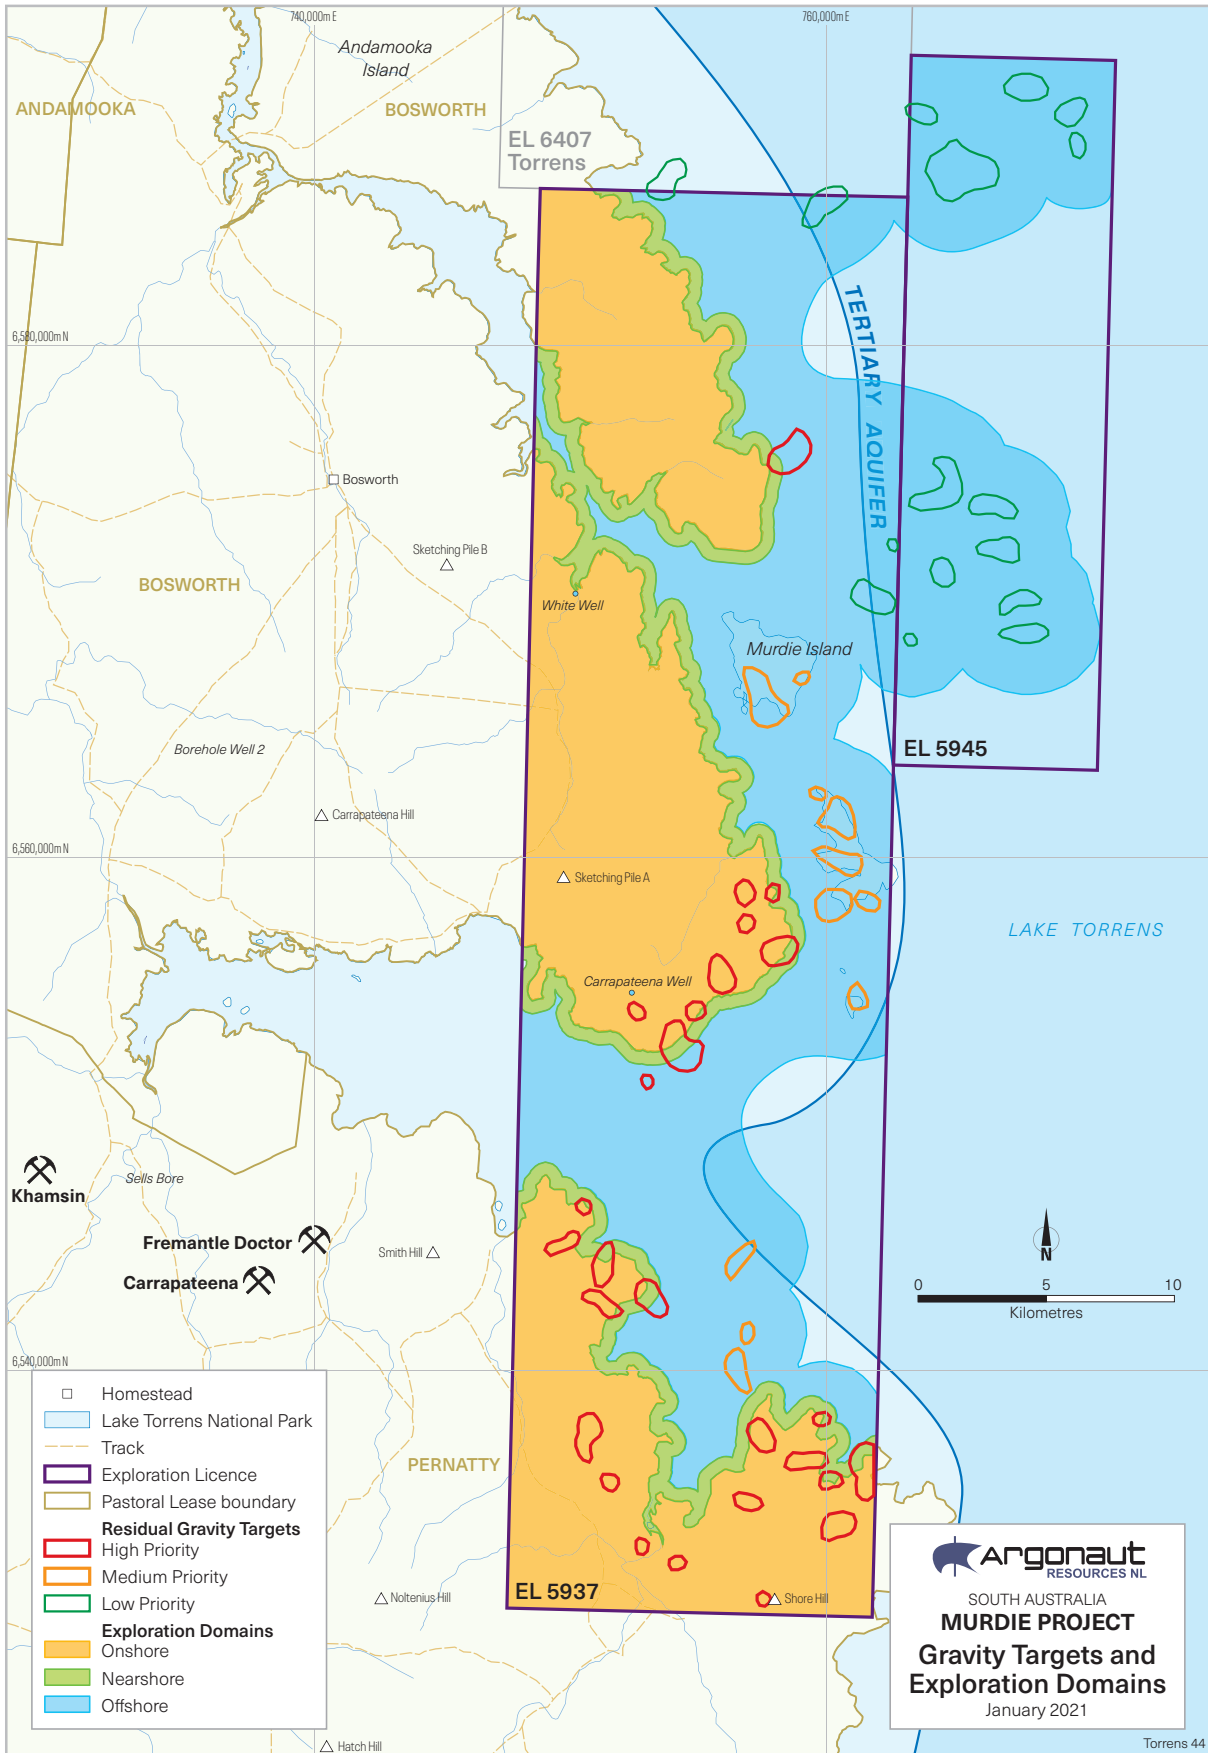 740,000m E
760,000m E
Andamooka
Island
ANDAMOOKA
BOSWORTH
EL 6407
Torrens
TERTIARY AQUIFER
6,580,000m N
Bosworth
Sketching Pile B
BOSWORTH
White Well
Murdie Island
Borehole Well 2
EL 5945
Carrapateena Hill
6,560,000m N
Sketching Pile A
LAKE TORRENS
Carrapateena Well
Khamsin
Sells Bore
Fremantle Doctor
Smith Hill
Carrapateena
N
0 5 10
Kilometres
6,540,000m N
Homestead
Lake Torrens National Park
Track
Exploration Licence
Pastoral Lease boundary
Residual Gravity Targets
High Priority
Medium Priority
Low Priority
Exploration Domains
Onshore
Nearshore
Offshore
PERNATTY
EL 5937
Noltenius Hill
Shore Hill
Hatch Hill
Argonaut
RESOURCES NL
SOUTH AUSTRALIA
MURDIE PROJECT
Gravity Targets and
Exploration Domains
January 2021
Torrens 44